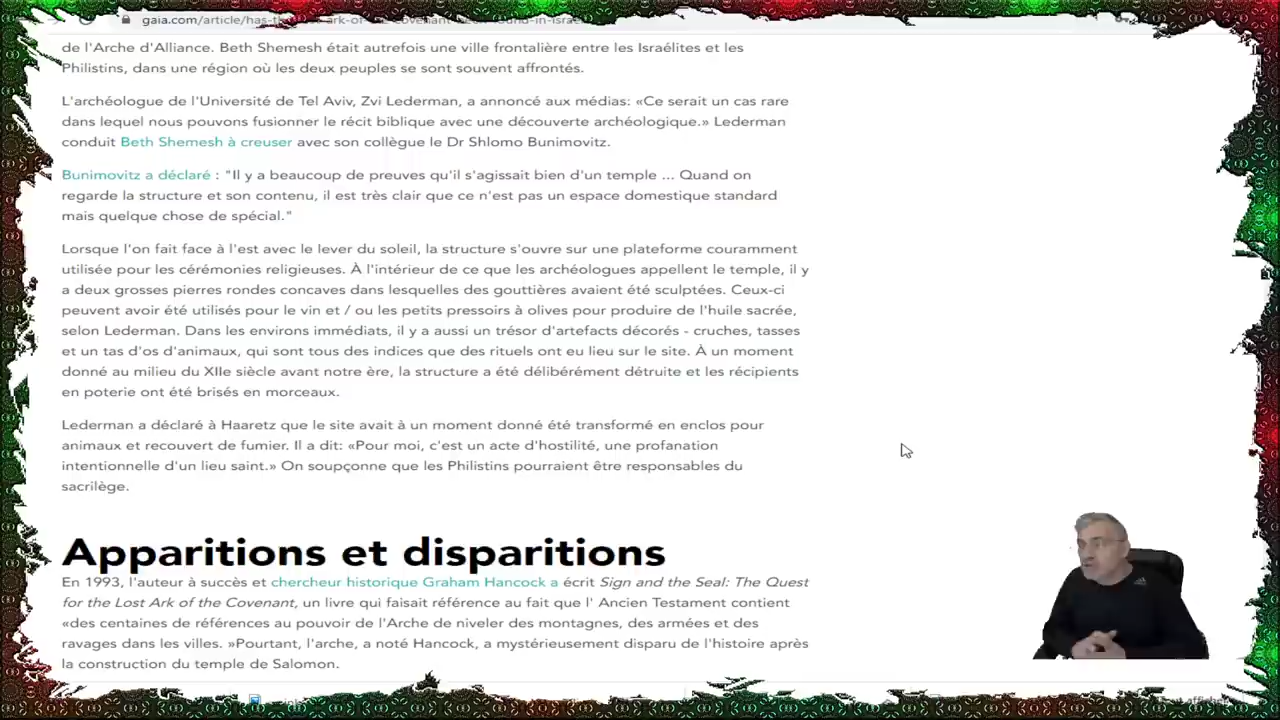 gaia.com/article/has-th
de l'Arche d'Alliance. Beth Shemesh était autrefois une ville frontalière entre les Israélites et les
Philistins, dans une région où les deux peuples se sont souvent affrontés.
L'archéologue de l'Université de Tel Aviv, Zvi Lederman, a annoncé aux médias: «Ce serait un cas rare
dans lequel nous pouvons fusionner le récit biblique avec une découverte archéologique.» Lederman
conduit Beth Shemesh à creuser avec son collègue le Dr Shlomo Bunimovitz.
Bunimovitz a déclaré : "Il y a beaucoup de preuves qu'il s'agissait bien d'un temple ... Quand on
regarde la structure et son contenu, il est très clair que ce n'est pas un espace domestique standard
mais quelque chose de spécial."
Lorsque l'on fait face à l'est avec le lever du soleil, la structure s'ouvre sur une plateforme couramment
utilisée pour les cérémonies religieuses. À l'intérieur de ce que les archéologues appellent le temple, il y
a deux grosses pierres rondes concaves dans lesquelles des gouttières avaient été sculptées. Ceux-ci
peuvent avoir été utilisés pour le vin et / ou les petits pressoirs à olives pour produire de l'huile sacrée,
selon Lederman. Dans les environs immédiats, il y a aussi un trésor d'artefacts décorés - cruches, tasses
et un tas d'os d'animaux, qui sont tous des indices que des rituels ont eu lieu sur le site. À un moment
donné au milieu du XIIe siècle avant notre ère, la structure a été délibérément détruite et les récipients
en poterie ont été brisés en morceaux.
Lederman a déclaré à Haaretz que le site avait à un moment donné été transformé en enclos pour
animaux et recouvert de fumier. Il a dit: «Pour moi, c'est un acte d'hostilité, une profanation
intentionnelle d'un lieu saint.» On soupçonne que les Philistins pourraient être responsables du
sacrilège.
Apparitions et disparitions
En 1993, l'auteur à succès et chercheur historique Graham Hancock a écrit Sign and the Seal: The Quest
for the Lost Ark of the Covenant, un livre qui faisait référence au fait que l' Ancien Testament contient
«des centaines de références au pouvoir de l'Arche de niveler des montagnes, des armées et des
ravages dans les villes. »Pourtant, l'arche, a noté Hancock, a mystérieusement disparu de l'histoire après
la construction du temple de Salomon.